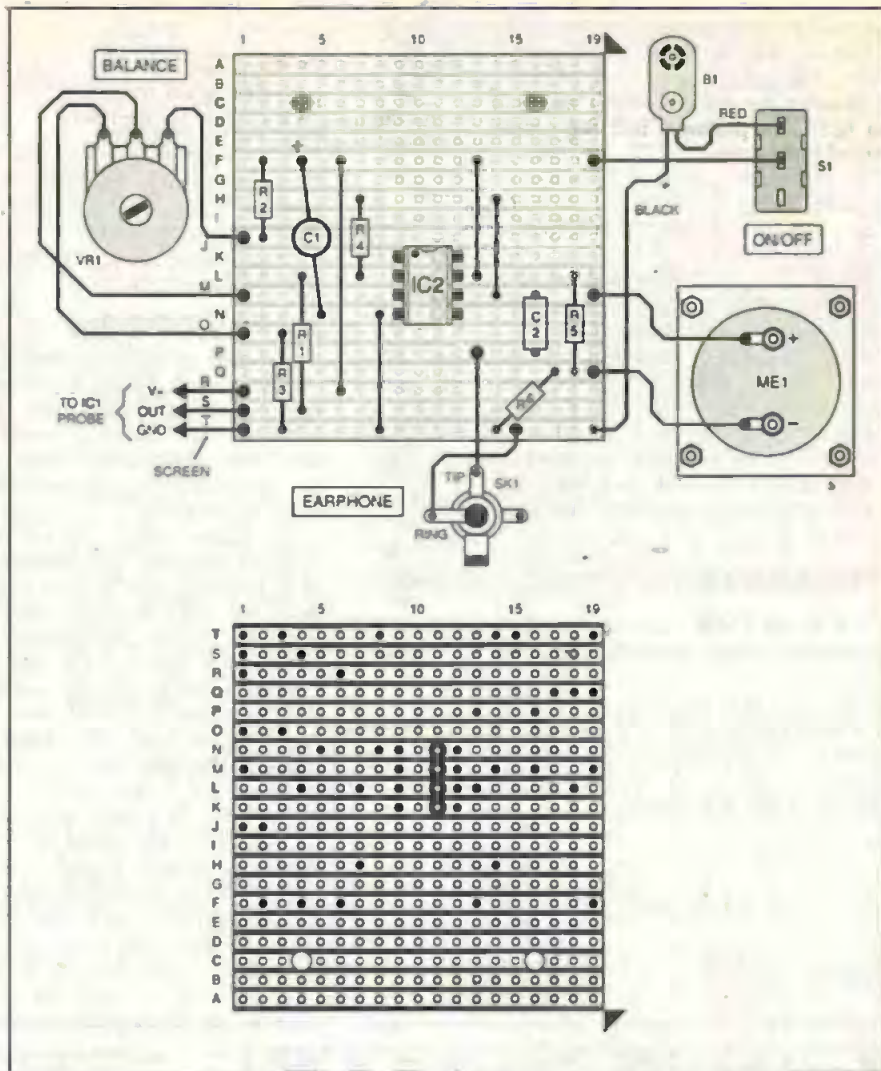 1 5 10 15 19
BALANCE
VR1
A
B
C
D
E
F
G
H
I
J
K
L
M
N
O
P
Q
R
S
T
+
R2
C1
R4
R1
R3
IC2
C2
R5
B1
RED
BLACK
S1
ON/OFF
ME1
+
−
TO IC1
PROBE
OUT
GND
SCREEN
EARPHONE
TIP
SK1
RING
1 5 10 15 19
T
S
R
Q
P
O
N
M
L
K
J
I
H
G
F
E
D
C
B
A